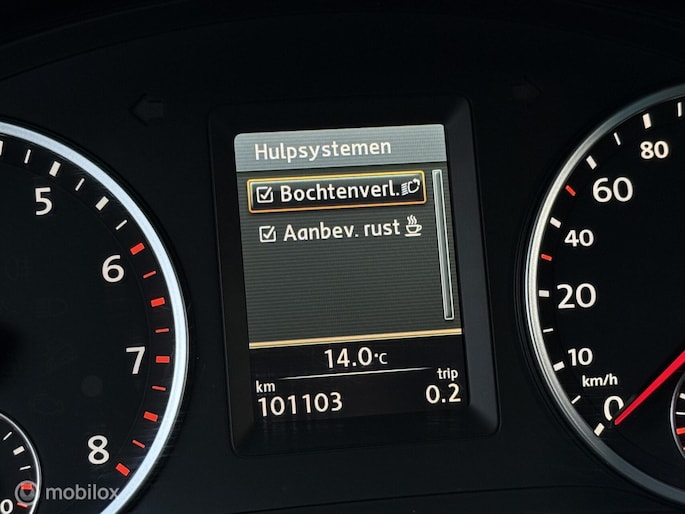 Hulpsystemen
Bochtenverl.
Aanbev. rust
14.0°C
km
trip
101103
0.2
5
6
7
8
80
60
40
20
10
km/h
0
0
mobilox